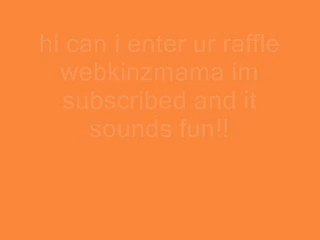 hi can i enter ur raffle
webkinzmama im
subscribed and it
sounds fun!!